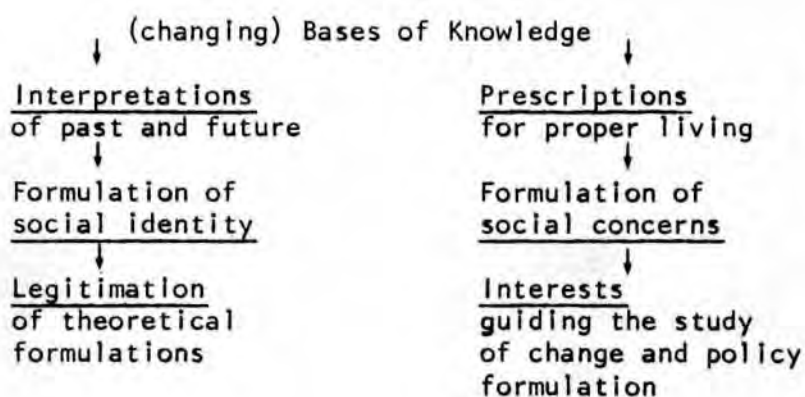 (changing) Bases of Knowledge
Interpretations
of past and future
Formulation of
social identity
Legitimation
of theoretical
formulations
Prescriptions
for proper living
Formulation of
social concerns
Interests
guiding the study
of change and policy
formulation